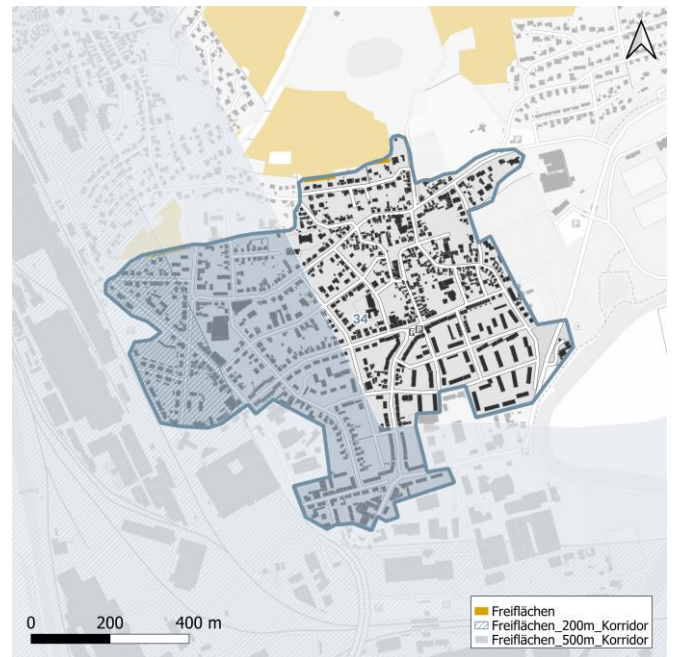 34
P
Freiflächen
Freiflächen_200m_Korridor
Freiflächen_500m_Korridor
0 200 400 m